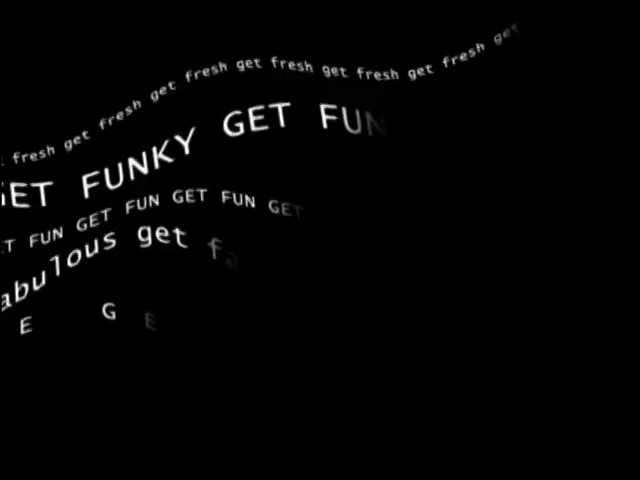 fresh get fresh get fresh get fresh get fresh get fresh get
GET FUNKY GET FUN
T FUN GET FUN GET FUN GET
abulous get fa
E G E